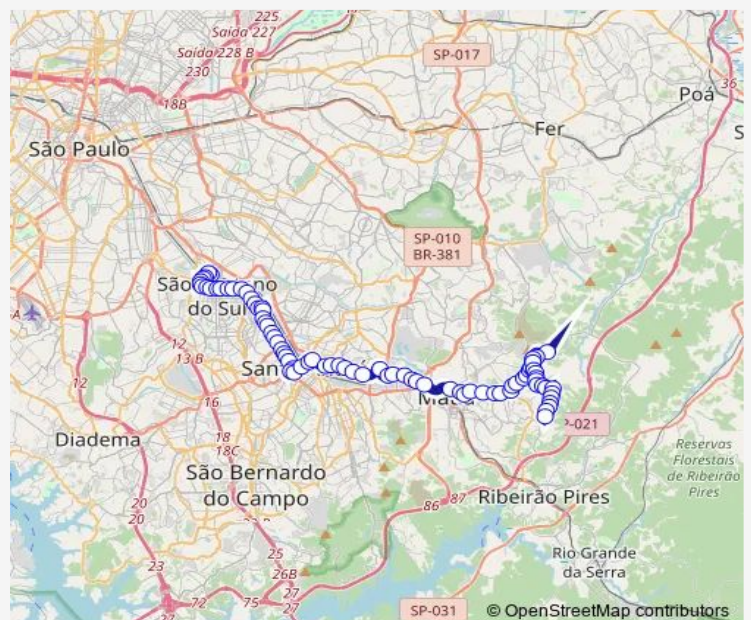 225
Saída 227
Saída 228 B
230
SP-017
36
18B
Poá
Fer
São Paulo
SP-010
BR-381
São
no
do Sul
12
13 B
San
Mauá
12
16
P-021
Diadema
18
18C
São Bernardo
do Campo
Reservas
Florestais
de Ribeirão
Pires
86
87
Ribeirão Pires
20
20
25
26B
Rio Grande
da Serra
23
72
75
27
27
SP-031
© OpenStreetMap contributors